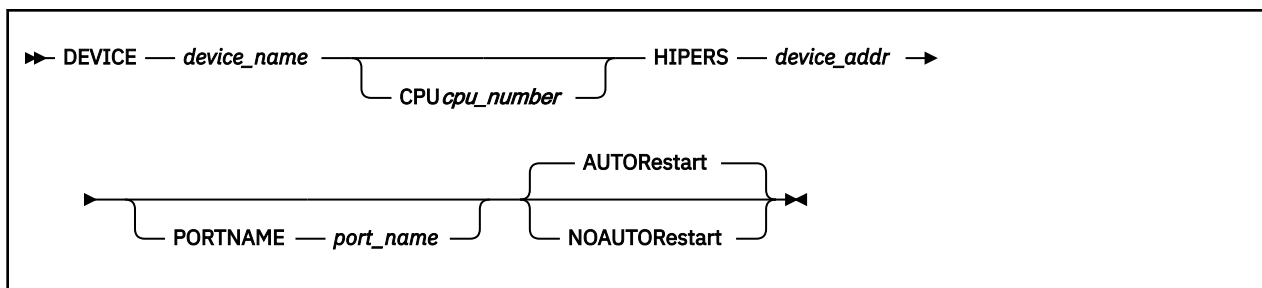 DEVICE device_name HIPERS device_addr
CPU cpu_number
AUTORestart
PORTNAME port_name NOAUTORestart